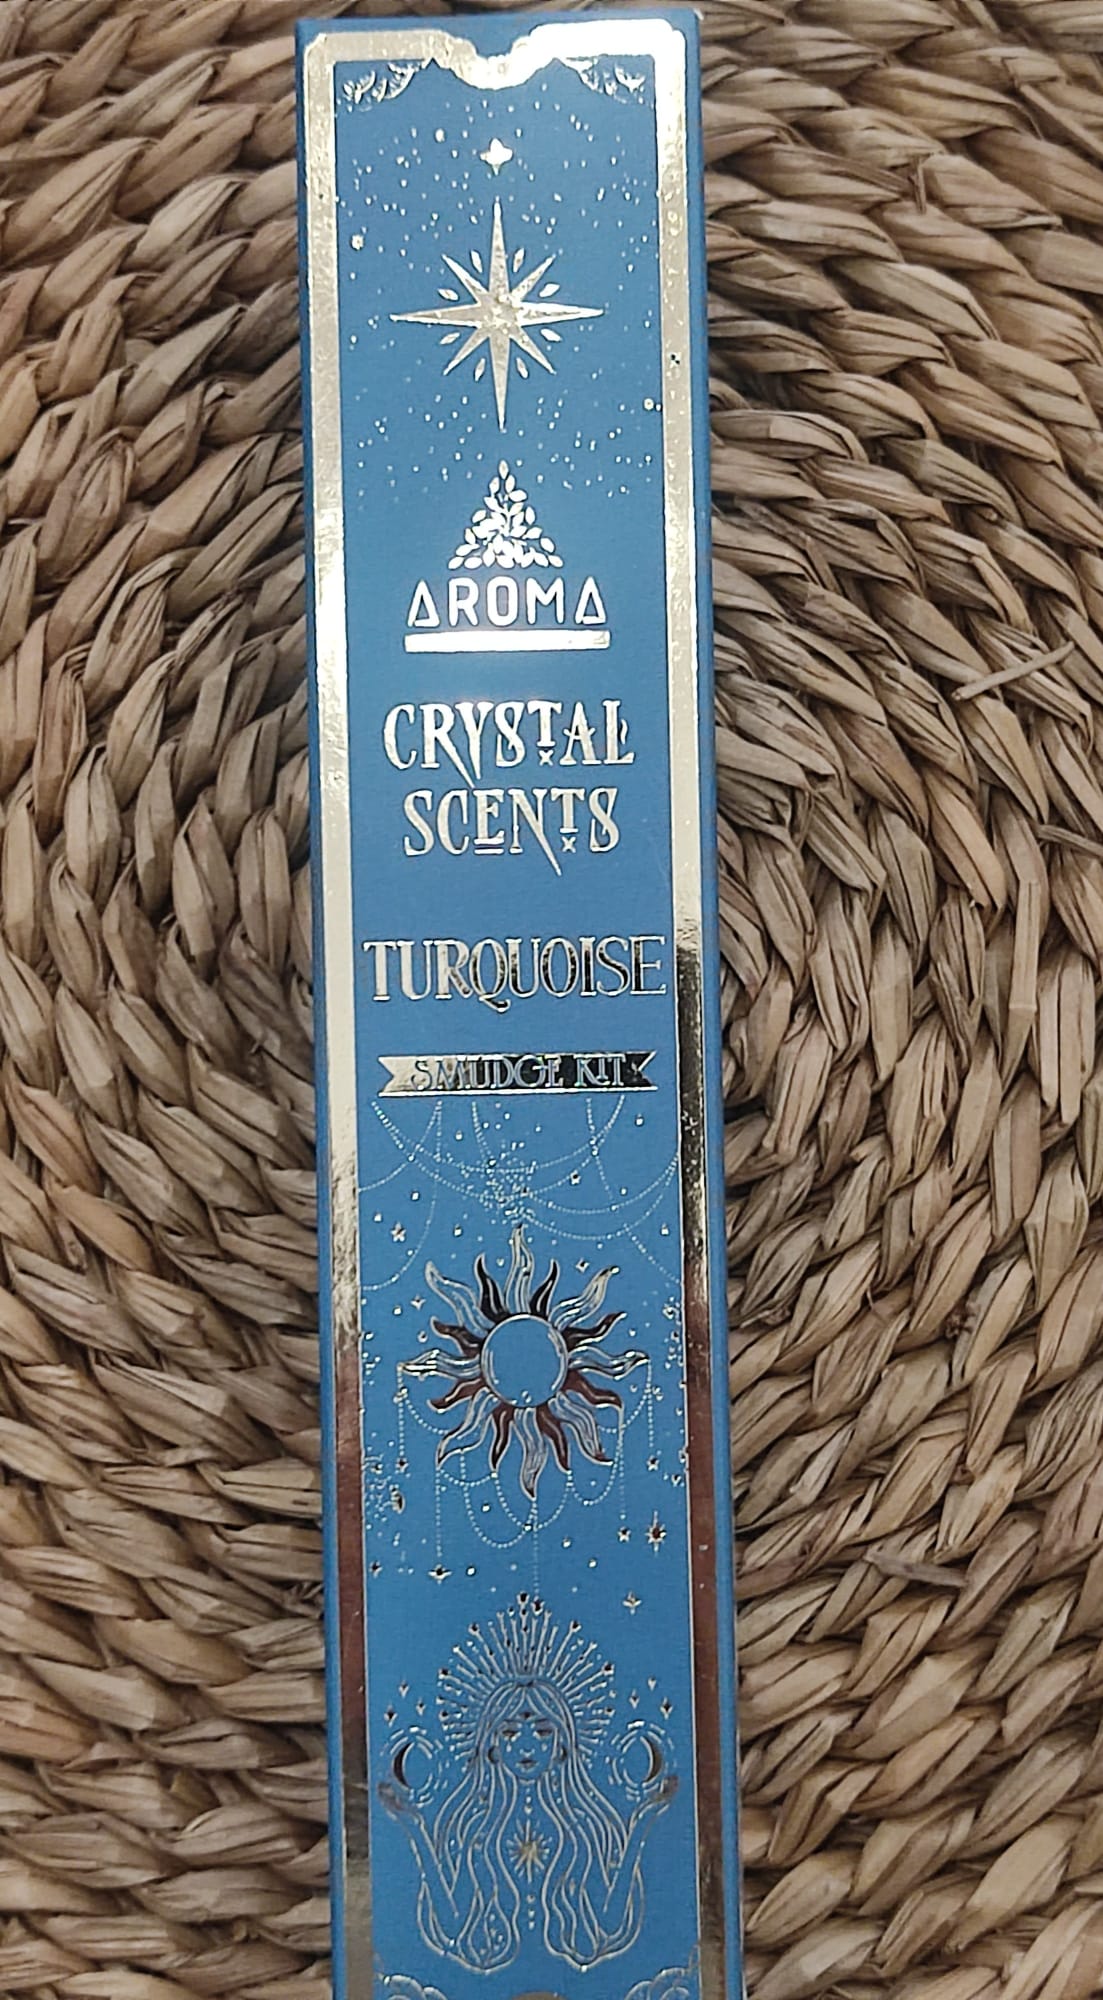 AROMA
CRYSTAL
SCENTS
TURQUOISE
SMUDGE KIT